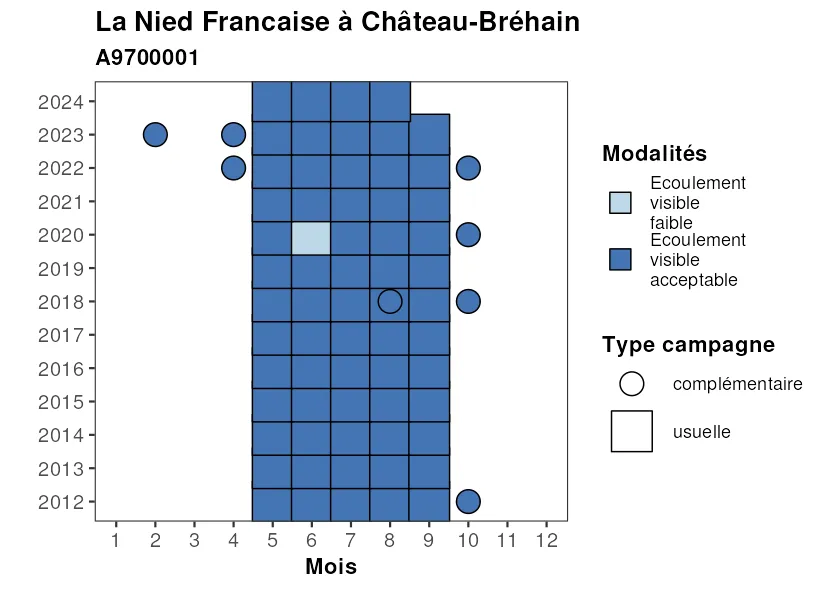 La Nied Francaise à Château-Bréhain
A9700001
2024
2023
2022
2021
2020
2019
2018
2017
2016
2015
2014
2013
2012
1 2 3 4 5 6 7 8 9 10 11 12
Mois
Modalités
Ecoulement
visible
faible
Ecoulement
visible
acceptable
Type campagne
complémentaire
usuelle